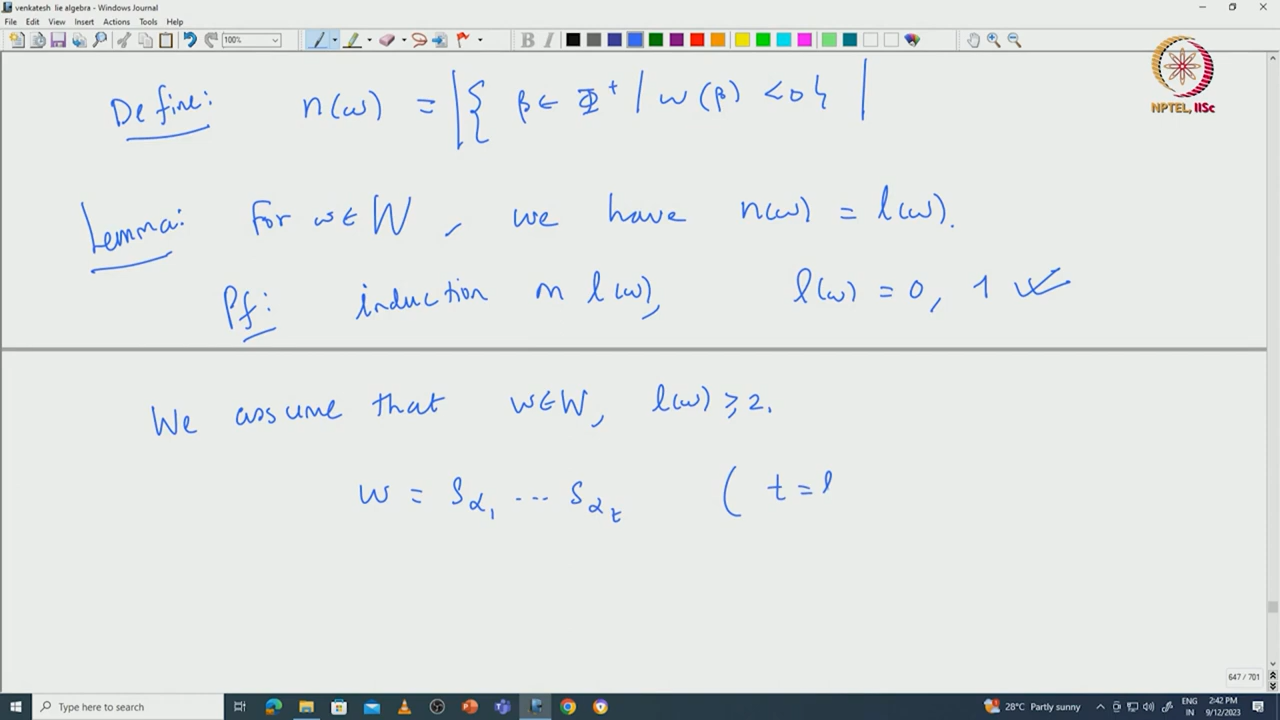 venkatesh lie algebra - Windows Journal
File Edit View Insert Actions Tools Help
100%
B I
NPTEL, IISc
Define: n(w) = |{ β ∈ Φ⁺ | w(β) < 0 }|
Lemma: For w ∈ W, we have n(w) = l(w).
Pf: induction on l(w), l(w) = 0, 1 ✓
We assume that w ∈ W, l(w) ≥ 2.
w = S_{α_1} ... S_{α_t} ( t = l
647 / 701
Type here to search
28°C Partly sunny
ENG
IN
2:42 PM
9/12/2023